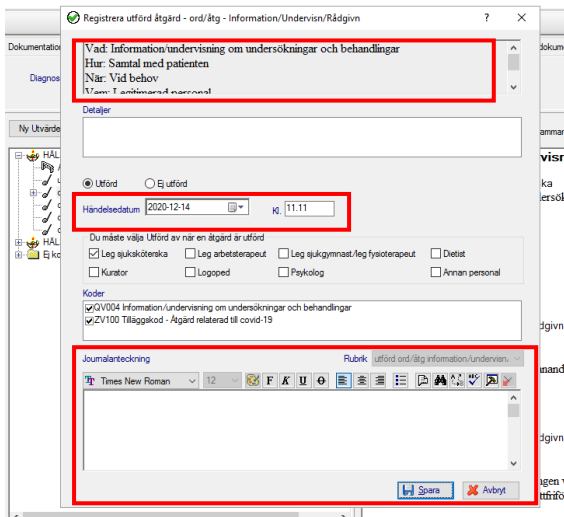 Registrera utförd åtgärd - ord/åtg - Information/Undervisn/Rådgivn ? ×
Vad: Information/undervisning om undersökningar och behandlingar
Hur: Samtal med patienten
När: Vid behov
Vem: Legitimerad personal
Dokumentation
Diagnos
Ny Utvärde
HÄL
HÄL
Ej ko
Detaljer
Utförd Ej utförd
Händelsedatum 2020-12-14 Kl. 11.11
Du måste välja Utförd av när en åtgärd är utförd
Leg sjuksköterska Leg arbetsterapeut Leg sjukgymnast/leg fysioterapeut Dietist
Kurator Logoped Psykolog Annan personal
Koder
QV004 Information/undervisning om undersökningar och behandlingar
ZV100 Tilläggskod - Åtgärd relaterad till covid-19
Journalanteckning Rubrik utförd ord/åtg information/undervisn,
Times New Roman 12 F K U
Spara Avbryt